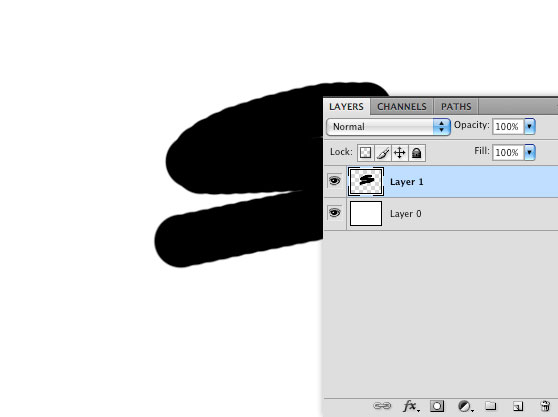 LAYERS CHANNELS PATHS
Normal Opacity: 100%
Lock: Fill: 100%
Layer 1
Layer 0
fx